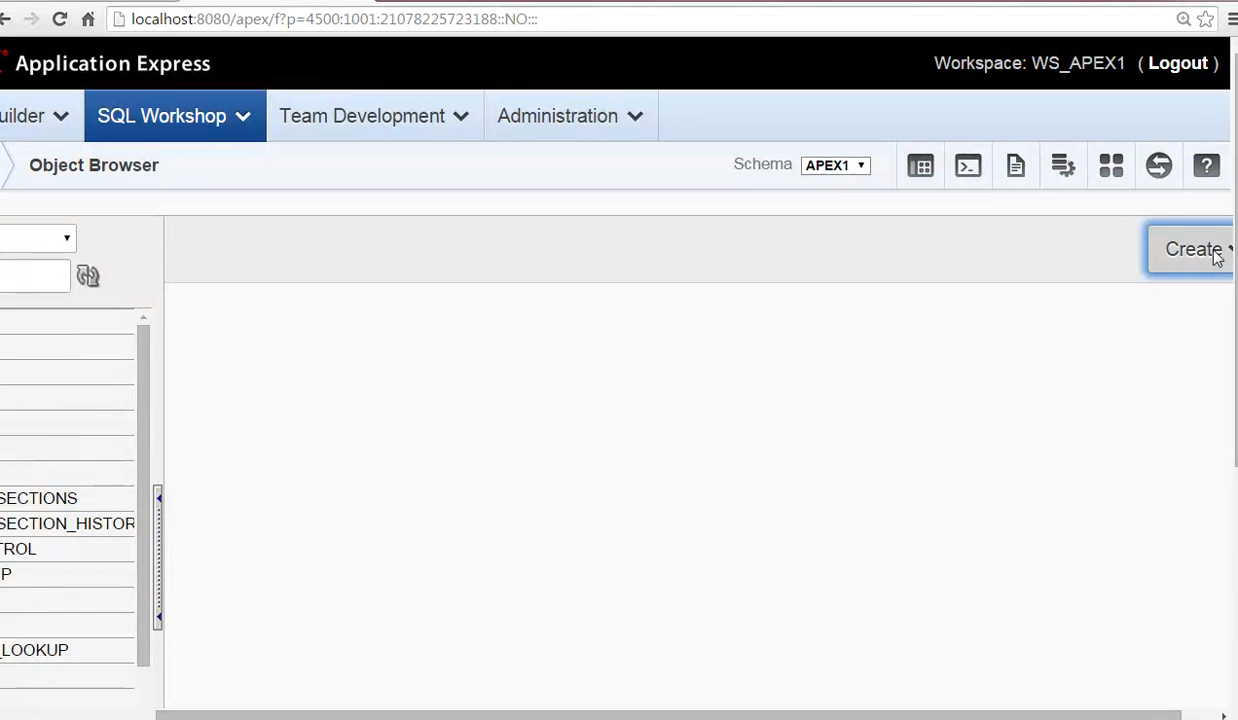 localhost:8080/apex/f?p=4500:1001:21078225723188::NO:::
Application Express
Workspace: WS_APEX1 ( Logout )
uilder
SQL Workshop
Team Development
Administration
Object Browser
Schema
APEX1
?
Create
SECTIONS
SECTION_HISTOR
TROL
P
_LOOKUP